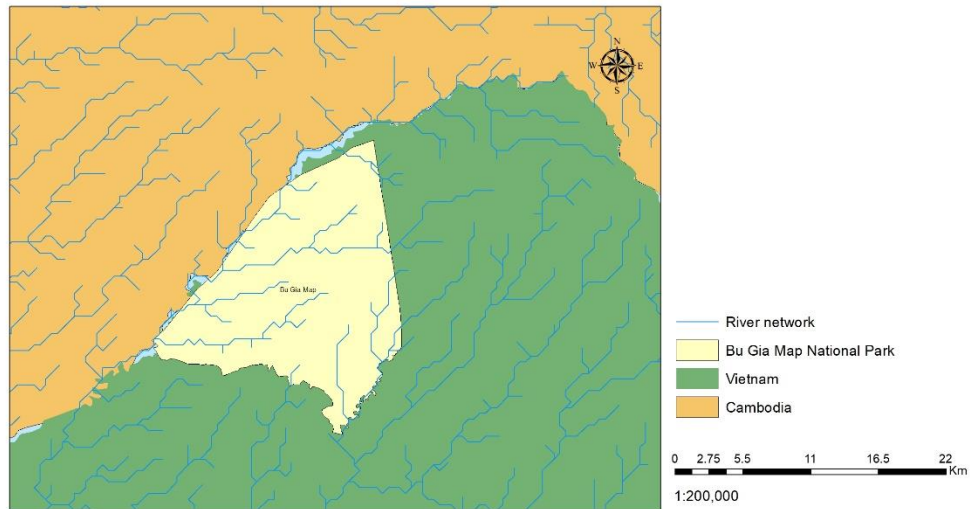 N
W E
S
Bu Gia Map
River network
Bu Gia Map National Park
Vietnam
Cambodia
0 2.75 5.5 11 16.5 22
Km
1:200,000